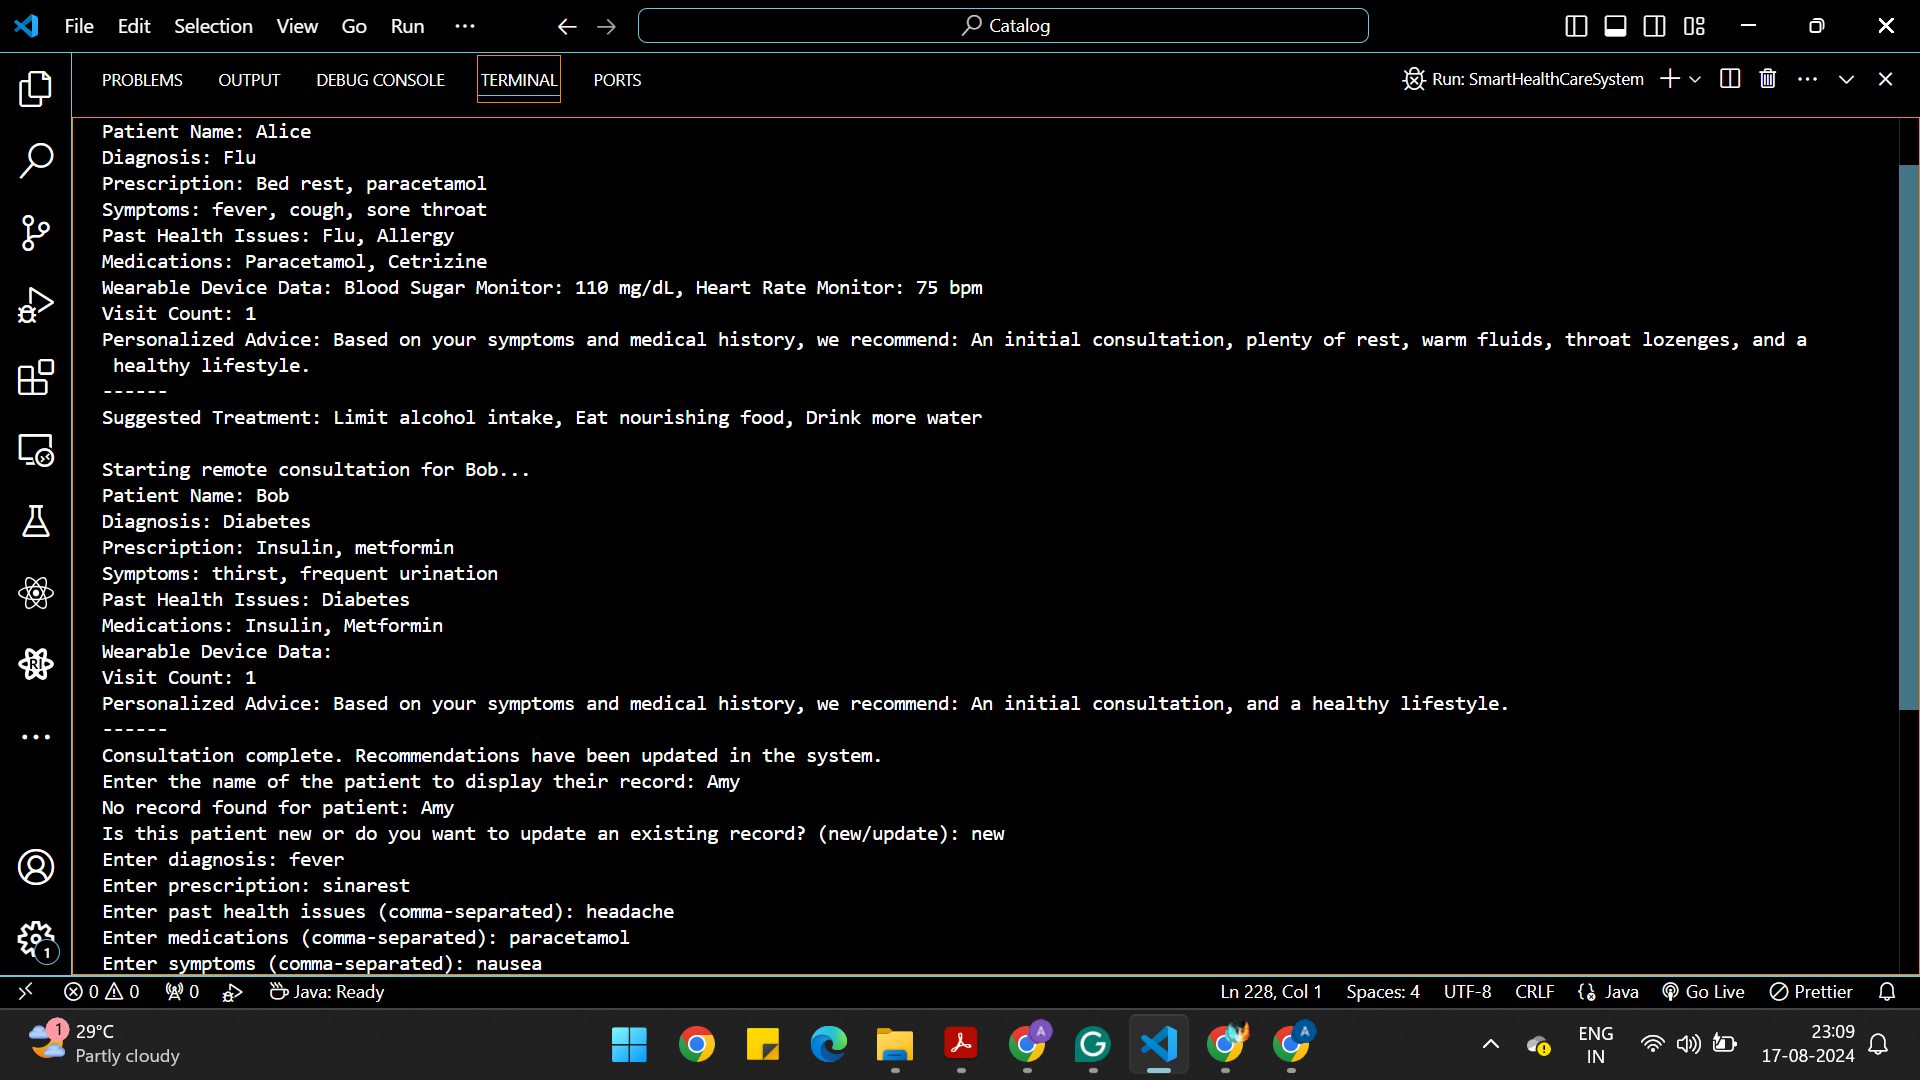 File Edit Selection View Go Run ··· Catalog
PROBLEMS OUTPUT DEBUG CONSOLE TERMINAL PORTS Run: SmartHealthCareSystem
Patient Name: Alice
Diagnosis: Flu
Prescription: Bed rest, paracetamol
Symptoms: fever, cough, sore throat
Past Health Issues: Flu, Allergy
Medications: Paracetamol, Cetrizine
Wearable Device Data: Blood Sugar Monitor: 110 mg/dL, Heart Rate Monitor: 75 bpm
Visit Count: 1
Personalized Advice: Based on your symptoms and medical history, we recommend: An initial consultation, plenty of rest, warm fluids, throat lozenges, and a
healthy lifestyle.
------
Suggested Treatment: Limit alcohol intake, Eat nourishing food, Drink more water
Starting remote consultation for Bob...
Patient Name: Bob
Diagnosis: Diabetes
Prescription: Insulin, metformin
Symptoms: thirst, frequent urination
Past Health Issues: Diabetes
Medications: Insulin, Metformin
Wearable Device Data:
Visit Count: 1
Personalized Advice: Based on your symptoms and medical history, we recommend: An initial consultation, and a healthy lifestyle.
------
Consultation complete. Recommendations have been updated in the system.
Enter the name of the patient to display their record: Amy
No record found for patient: Amy
Is this patient new or do you want to update an existing record? (new/update): new
Enter diagnosis: fever
Enter prescription: sinarest
Enter past health issues (comma-separated): headache
Enter medications (comma-separated): paracetamol
Enter symptoms (comma-separated): nausea
RI
1
0 0 0 Java: Ready Ln 228, Col 1 Spaces: 4 UTF-8 CRLF Java Go Live Prettier
1 29°C A G A ENG 23:09
Partly cloudy IN 17-08-2024